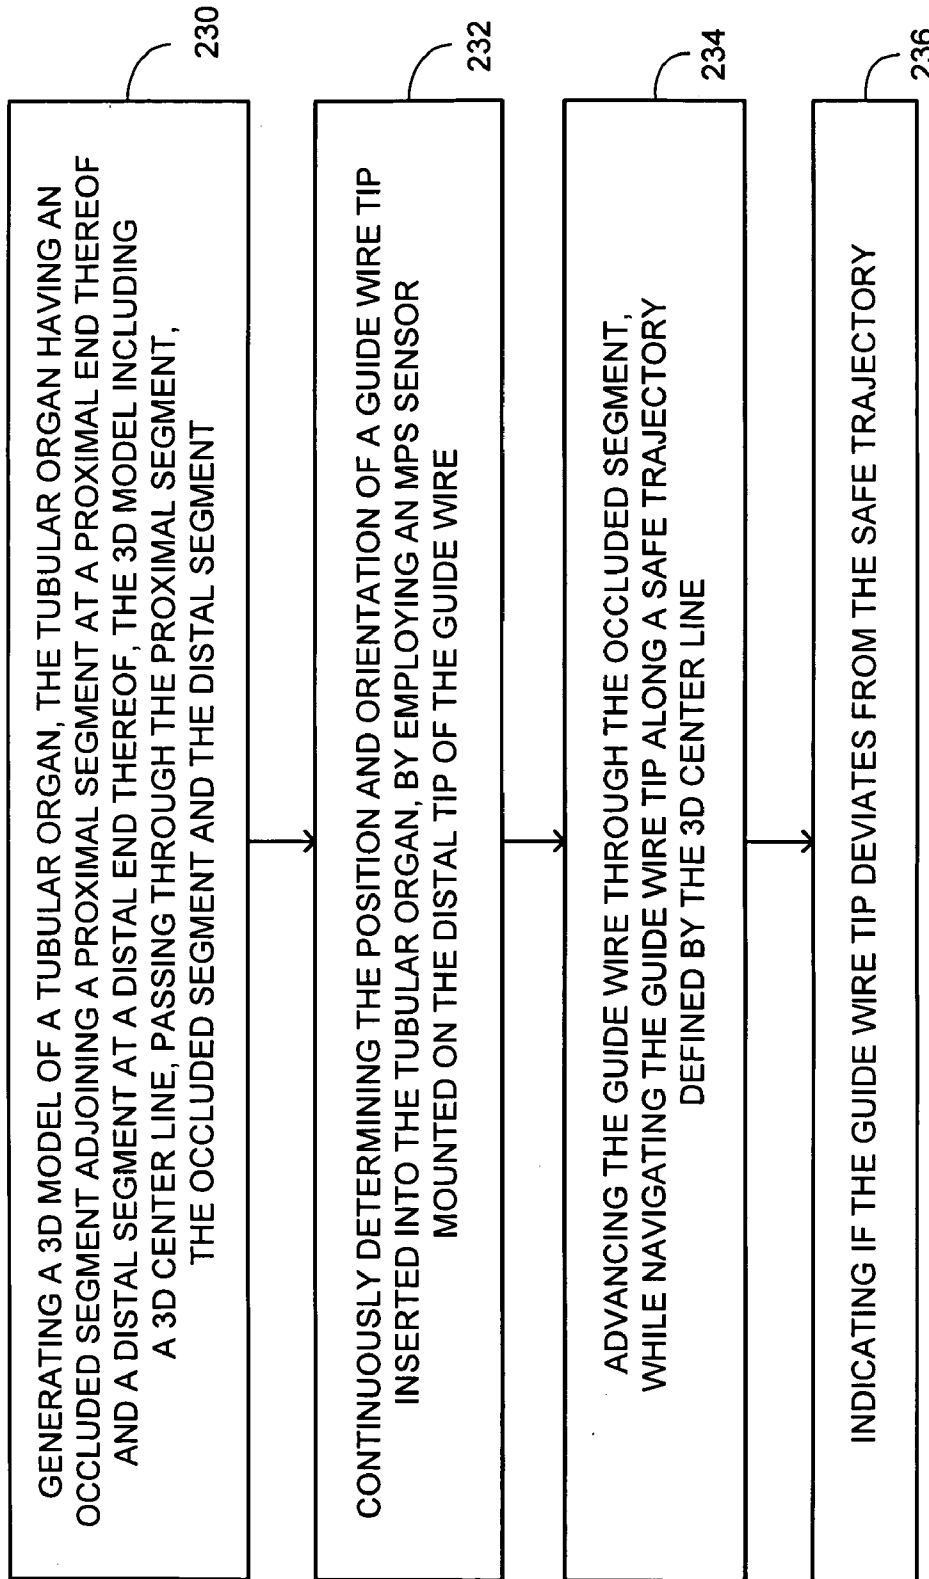 GENERATING A 3D MODEL OF A TUBULAR ORGAN, THE TUBULAR ORGAN HAVING AN
OCCLUDED SEGMENT ADJOINING A PROXIMAL SEGMENT AT A PROXIMAL END THEREOF
AND A DISTAL SEGMENT AT A DISTAL END THEREOF, THE 3D MODEL INCLUDING
A 3D CENTER LINE, PASSING THROUGH THE PROXIMAL SEGMENT,
THE OCCLUDED SEGMENT AND THE DISTAL SEGMENT
230
CONTINUOUSLY DETERMINING THE POSITION AND ORIENTATION OF A GUIDE WIRE TIP
INSERTED INTO THE TUBULAR ORGAN, BY EMPLOYING AN MPS SENSOR
MOUNTED ON THE DISTAL TIP OF THE GUIDE WIRE
232
ADVANCING THE GUIDE WIRE THROUGH THE OCCLUDED SEGMENT,
WHILE NAVIGATING THE GUIDE WIRE TIP ALONG A SAFE TRAJECTORY
DEFINED BY THE 3D CENTER LINE
234
INDICATING IF THE GUIDE WIRE TIP DEVIATES FROM THE SAFE TRAJECTORY
236